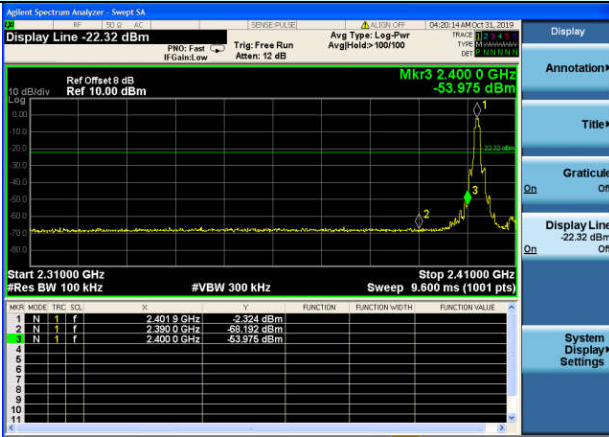 Agilent Spectrum Analyzer - Swept SA
RF 50 Ω AC SENSE:PULSE ALIGN OFF 04:20:14 AM Oct 31, 2019
Display Line -22.32 dBm
PNO: Fast
IFGain:Low
Trig: Free Run
Atten: 12 dB
Avg Type: Log-Pwr
Avg|Hold:> 100/100
TRACE 1 2 3 4 5 6
TYPE M
DET P N N N N N
Display
Ref Offset 8 dB
Ref 10.00 dBm
10 dB/div
Log
Mkr3 2.400 0 GHz
-53.975 dBm
0.00
-10.0
-20.0
-30.0
-40.0
-50.0
-60.0
-70.0
-80.0
1
-22.32 dBm
3
2
Start 2.31000 GHz
#Res BW 100 kHz
#VBW 300 kHz
Stop 2.41000 GHz
Sweep 9.600 ms (1001 pts)
MKR MODE TRC SCL X Y FUNCTION FUNCTION WIDTH FUNCTION VALUE
1 N 1 f 2.401 9 GHz -2.324 dBm
2 N 1 f 2.390 0 GHz -68.192 dBm
3 N 1 f 2.400 0 GHz -53.975 dBm
4
5
6
7
8
9
10
11
Annotation
Title
Graticule
On Off
Display Line
-22.32 dBm
On Off
System
Display
Settings